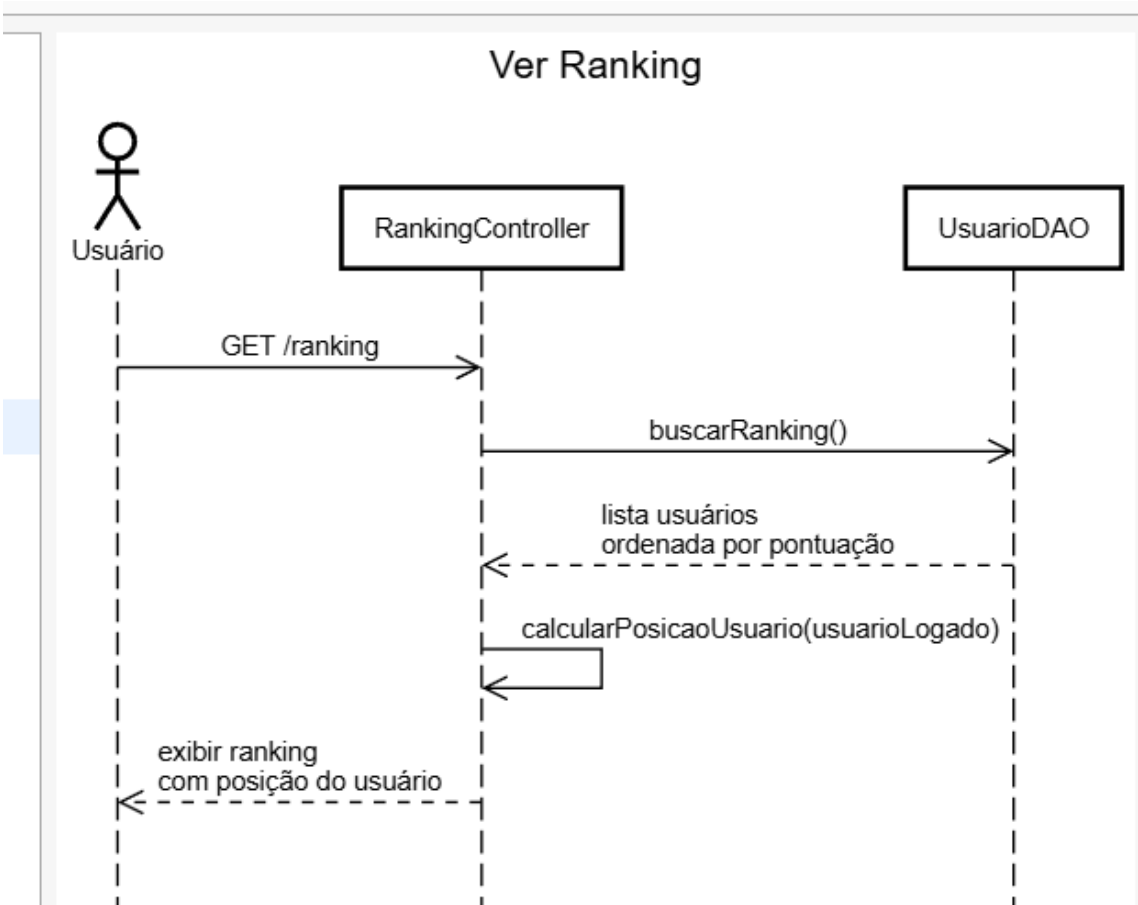 Ver Ranking
Usuário
RankingController
UsuarioDAO
GET /ranking
buscarRanking()
lista usuários
ordenada por pontuação
calcularPosicaoUsuario(usuarioLogado)
exibir ranking
com posição do usuário